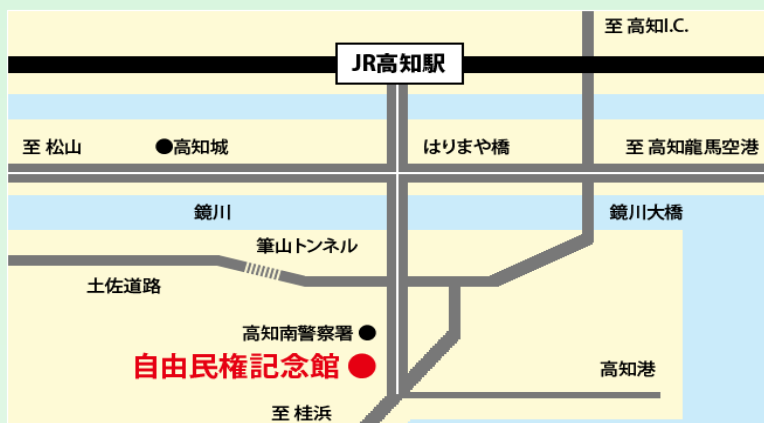 至 高知I.C.
JR高知駅
至 松山
●高知城
はりまや橋
至 高知龍馬空港
鏡川
鏡川大橋
筆山トンネル
土佐道路
高知南警察署 ●
自由民権記念館 ●
高知港
至 桂浜